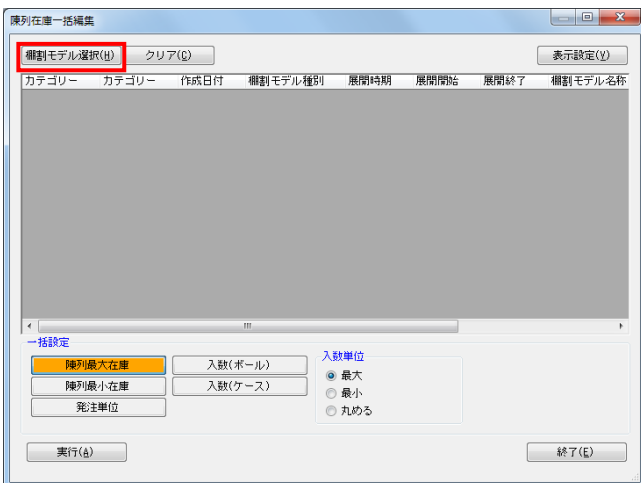 陳列在庫一括編集
棚割モデル選択(H) クリア(C) 表示設定(V)
カテゴリー カテゴリー 作成日付 棚割モデル種別 展開時期 展開開始 展開終了 棚割モデル名称
一括設定
陳列最大在庫 入数(ボール)
陳列最小在庫 入数(ケース)
発注単位
入数単位
最大
最小
丸める
実行(A) 終了(E)